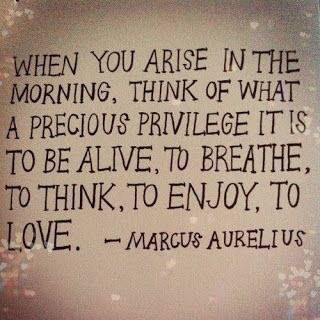 WHEN YOU ARISE IN THE
MORNING, THINK OF WHAT
A PRECIOUS PRIVILEGE IT IS
TO BE ALIVE, TO BREATHE,
TO THINK, TO ENJOY, TO
LOVE. – MARCUS AURELIUS